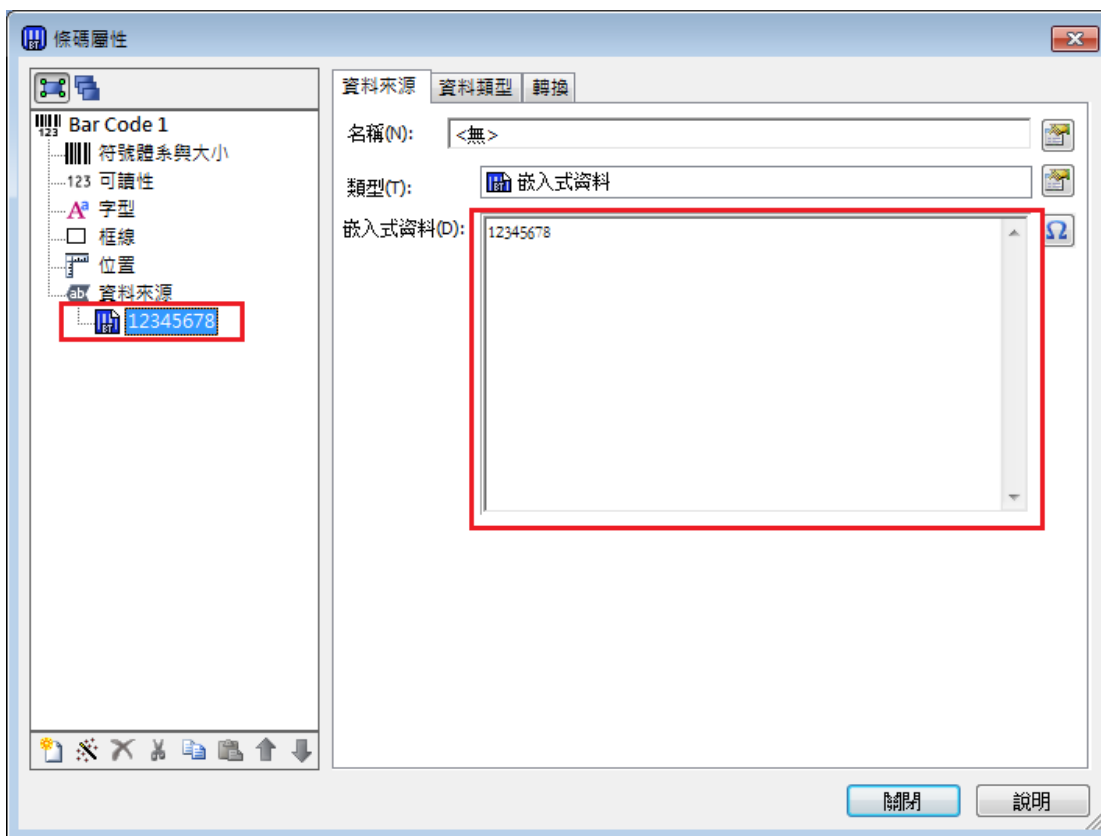 條碼屬性
Bar Code 1
符號體系與大小
123 可讀性
Aa 字型
框線
位置
ab 資料來源
12345678
資料來源 資料類型 轉換
名稱(N): <無>
類型(T): 嵌入式資料
嵌入式資料(D): 12345678
Ω
關閉 說明